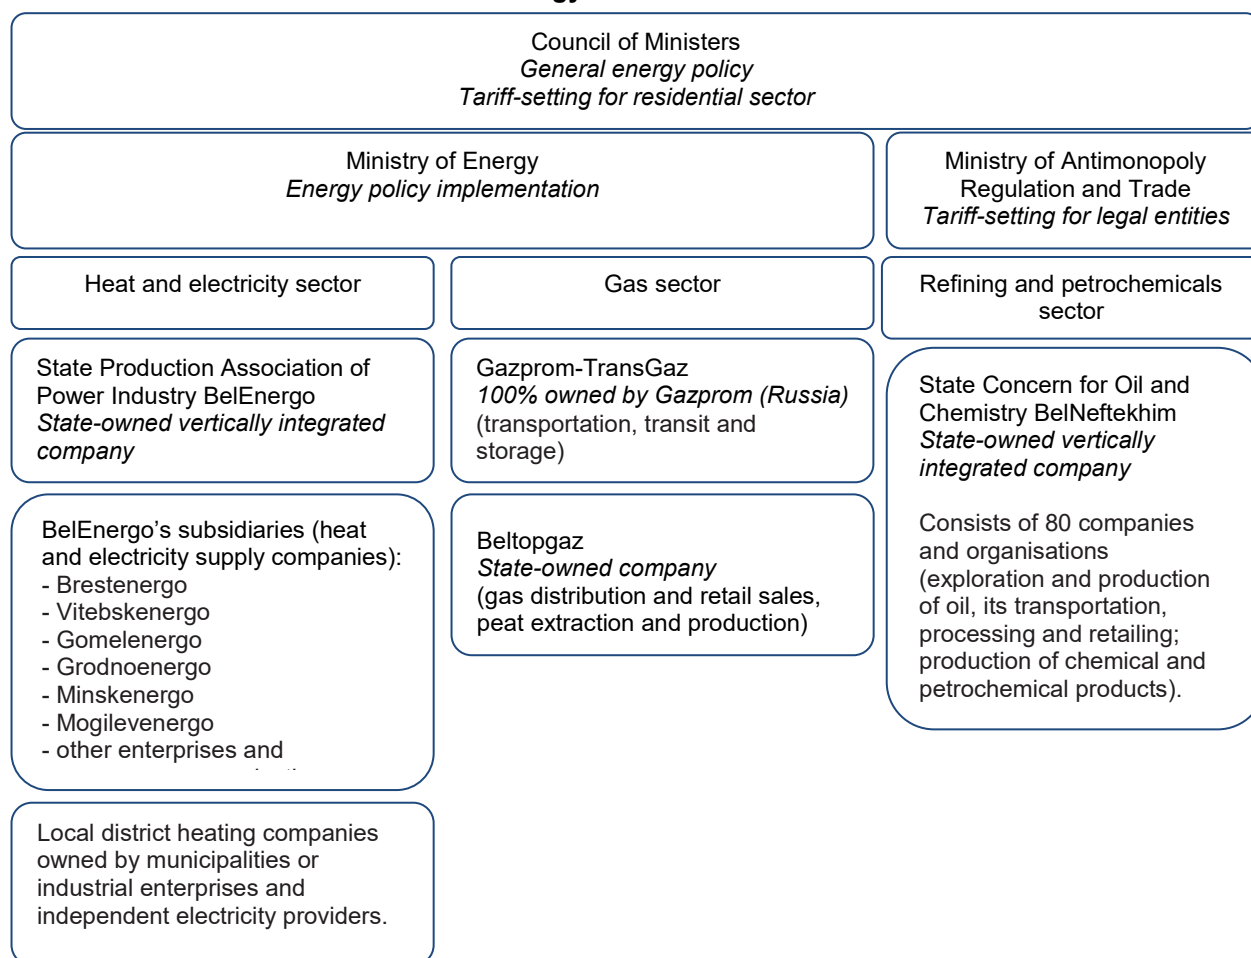 Council of Ministers
General energy policy
Tariff-setting for residential sector
Ministry of Energy
Energy policy implementation
Ministry of Antimonopoly
Regulation and Trade
Tariff-setting for legal entities
Heat and electricity sector
Gas sector
Refining and petrochemicals
sector
State Production Association of
Power Industry BelEnergo
State-owned vertically integrated
company
Gazprom-TransGaz
100% owned by Gazprom (Russia)
(transportation, transit and
storage)
State Concern for Oil and
Chemistry BelNeftekhim
State-owned vertically
integrated company
Consists of 80 companies
and organisations
(exploration and production
of oil, its transportation,
processing and retailing;
production of chemical and
petrochemical products).
BelEnergo’s subsidiaries (heat
and electricity supply companies):
- Brestenergo
- Vitebskenergo
- Gomelenergo
- Grodnoenergo
- Minskenergo
- Mogilevenergo
- other enterprises and
Beltopgaz
State-owned company
(gas distribution and retail sales,
peat extraction and production)
Local district heating companies
owned by municipalities or
industrial enterprises and
independent electricity providers.